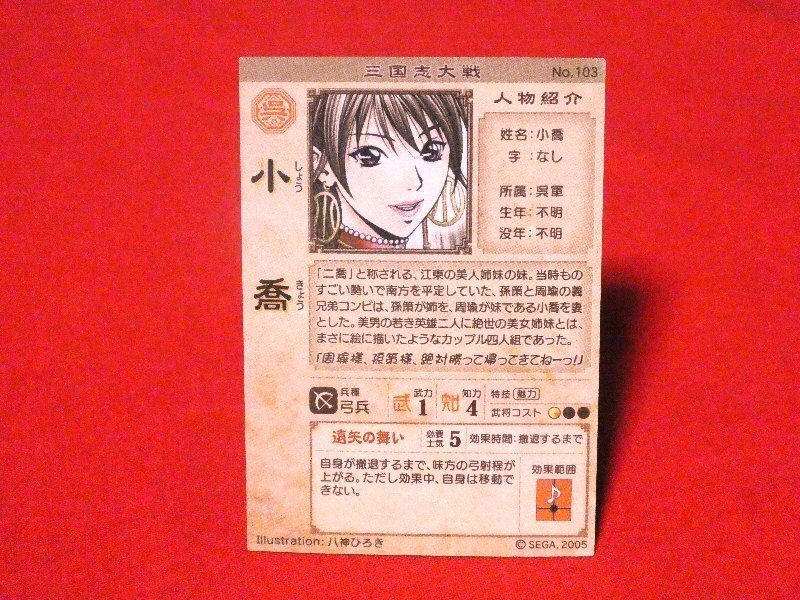 三国志大戦 No.103
呉
小喬
しょうきょう
人物紹介
姓名:小喬
字:なし
所属:呉軍
生年:不明
没年:不明
「二喬」と称される、江東の美人姉妹の妹。当時もの
すごい勢いで南方を平定していた、孫策と周瑜の義
兄弟コンビは、孫策が姉を、周瑜が妹である小喬を妻
とした。美男の若き英雄二人に絶世の美女姉妹とは、
まさに絵に描いたようなカップル四人組であった。
「周瑜様、孫策様、絶対勝って帰ってきてねーっ!」
兵種 弓兵 武 武力 1 知 知力 4 特技 魅力
武将コスト
遠矢の舞い 必要士気 5 効果時間:撤退するまで
自身が撤退するまで、味方の弓射程が
上がる。ただし効果中、自身は移動で
きない。
効果範囲
Illustration: 八神ひろき ©SEGA, 2005